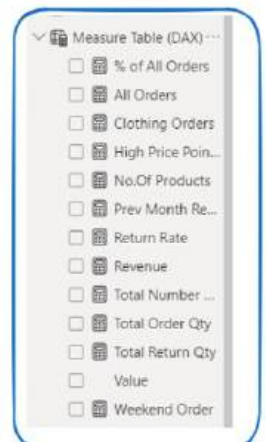 Measure Table (DAX) ...
% of All Orders
All Orders
Clothing Orders
High Price Poin...
No.Of Products
Prev Month Re...
Return Rate
Revenue
Total Number ...
Total Order Qty
Total Return Qty
Value
Weekend Order